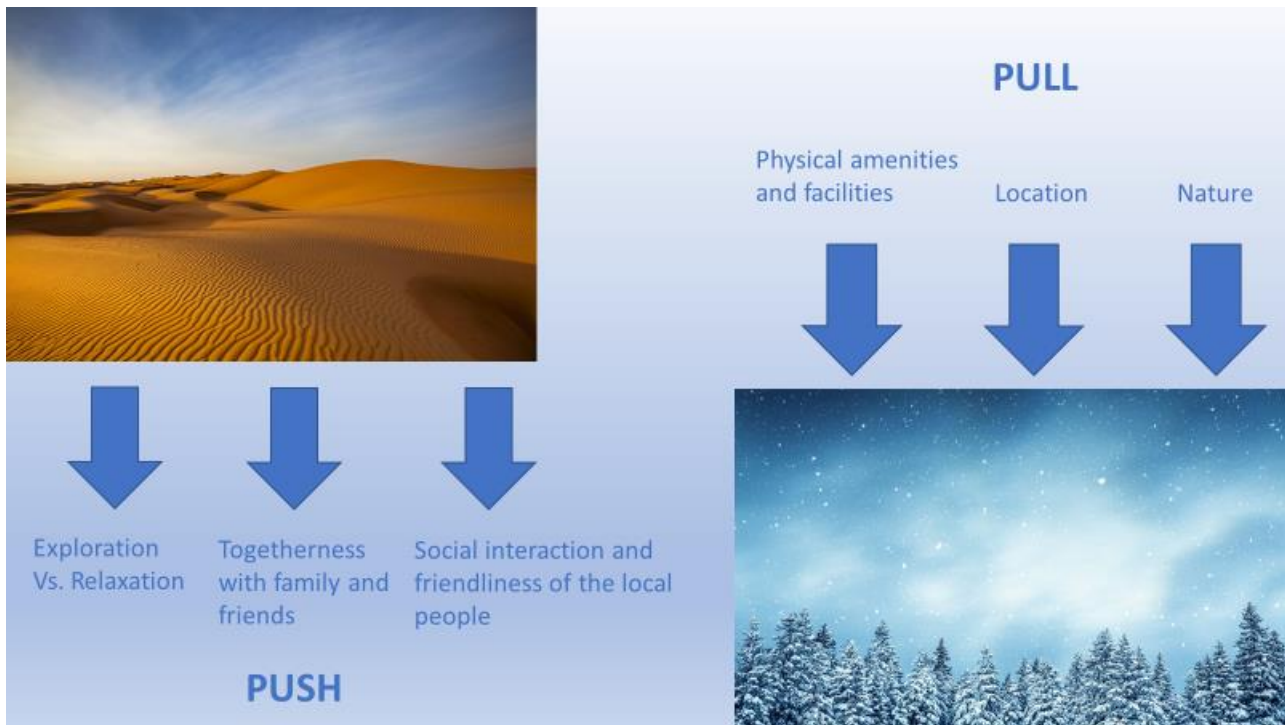 PULL
Physical amenities
and facilities
Location
Nature
Exploration
Vs. Relaxation
Togetherness
with family and
friends
Social interaction and
friendliness of the local
people
PUSH